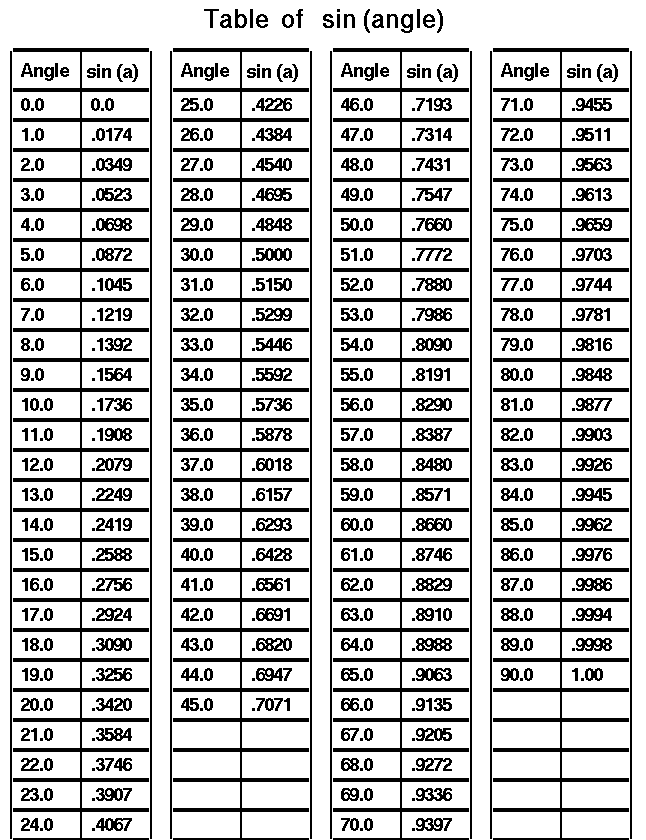 Table of sin (angle)
Angle sin (a) Angle sin (a) Angle sin (a) Angle sin (a)
0.0 0.0 25.0 .4226 46.0 .7193 71.0 .9455
1.0 .0174 26.0 .4384 47.0 .7314 72.0 .9511
2.0 .0349 27.0 .4540 48.0 .7431 73.0 .9563
3.0 .0523 28.0 .4695 49.0 .7547 74.0 .9613
4.0 .0698 29.0 .4848 50.0 .7660 75.0 .9659
5.0 .0872 30.0 .5000 51.0 .7772 76.0 .9703
6.0 .1045 31.0 .5150 52.0 .7880 77.0 .9744
7.0 .1219 32.0 .5299 53.0 .7986 78.0 .9781
8.0 .1392 33.0 .5446 54.0 .8090 79.0 .9816
9.0 .1564 34.0 .5592 55.0 .8191 80.0 .9848
10.0 .1736 35.0 .5736 56.0 .8290 81.0 .9877
11.0 .1908 36.0 .5878 57.0 .8387 82.0 .9903
12.0 .2079 37.0 .6018 58.0 .8480 83.0 .9926
13.0 .2249 38.0 .6157 59.0 .8571 84.0 .9945
14.0 .2419 39.0 .6293 60.0 .8660 85.0 .9962
15.0 .2588 40.0 .6428 61.0 .8746 86.0 .9976
16.0 .2756 41.0 .6561 62.0 .8829 87.0 .9986
17.0 .2924 42.0 .6691 63.0 .8910 88.0 .9994
18.0 .3090 43.0 .6820 64.0 .8988 89.0 .9998
19.0 .3256 44.0 .6947 65.0 .9063 90.0 1.00
20.0 .3420 45.0 .7071 66.0 .9135
21.0 .3584 67.0 .9205
22.0 .3746 68.0 .9272
23.0 .3907 69.0 .9336
24.0 .4067 70.0 .9397